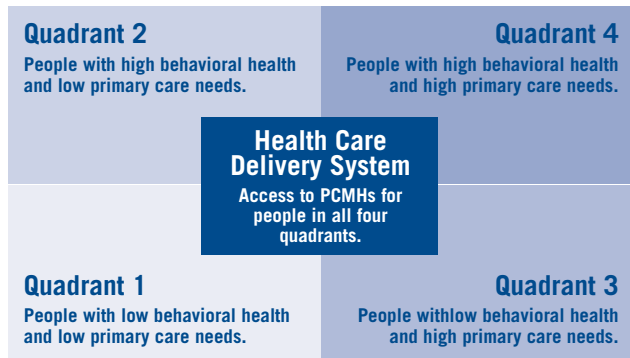 Quadrant 2
People with high behavioral health
and low primary care needs.
Quadrant 4
People with high behavioral health
and high primary care needs.
Health Care
Delivery System
Access to PCMHs for
people in all four
quadrants.
Quadrant 1
People with low behavioral health
and low primary care needs.
Quadrant 3
People withlow behavioral health
and high primary care needs.